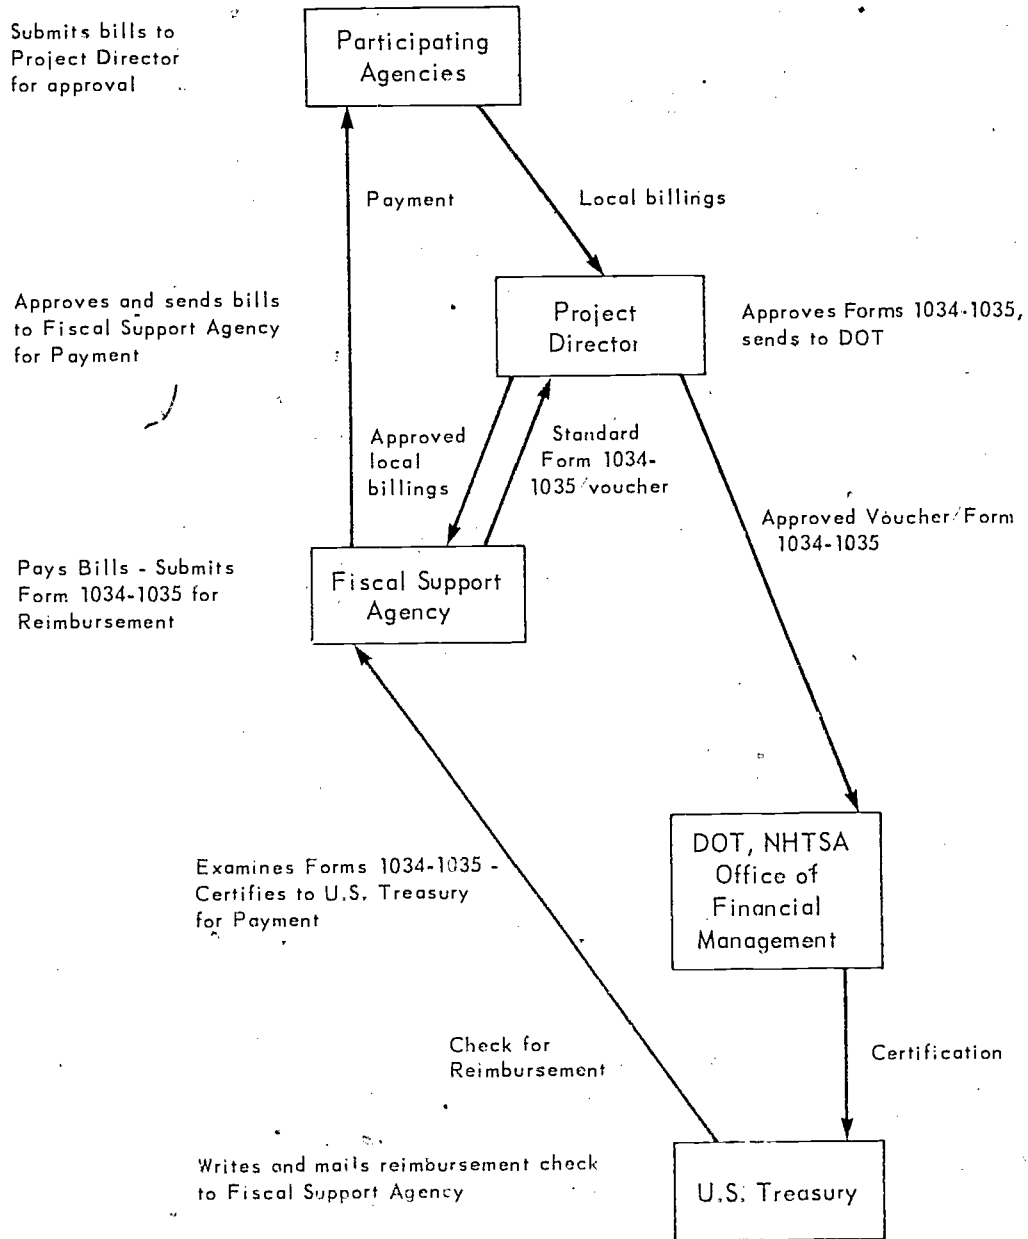 Submits bills to
Project Director
for approval
Participating
Agencies
Payment
Local billings
Approves and sends bills
to Fiscal Support Agency
for Payment
Project
Director
Approves Forms 1034-1035,
sends to DOT
Approved
local
billings
Standard
Form 1034-
1035/voucher
Approved Voucher/Form
1034-1035
Pays Bills - Submits
Form 1034-1035 for
Reimbursement
Fiscal Support
Agency
Examines Forms 1034-1035 -
Certifies to U.S. Treasury
for Payment
DOT, NHTSA
Office of
Financial
Management
Check for
Reimbursement
Certification
Writes and mails reimbursement check
to Fiscal Support Agency
U.S. Treasury